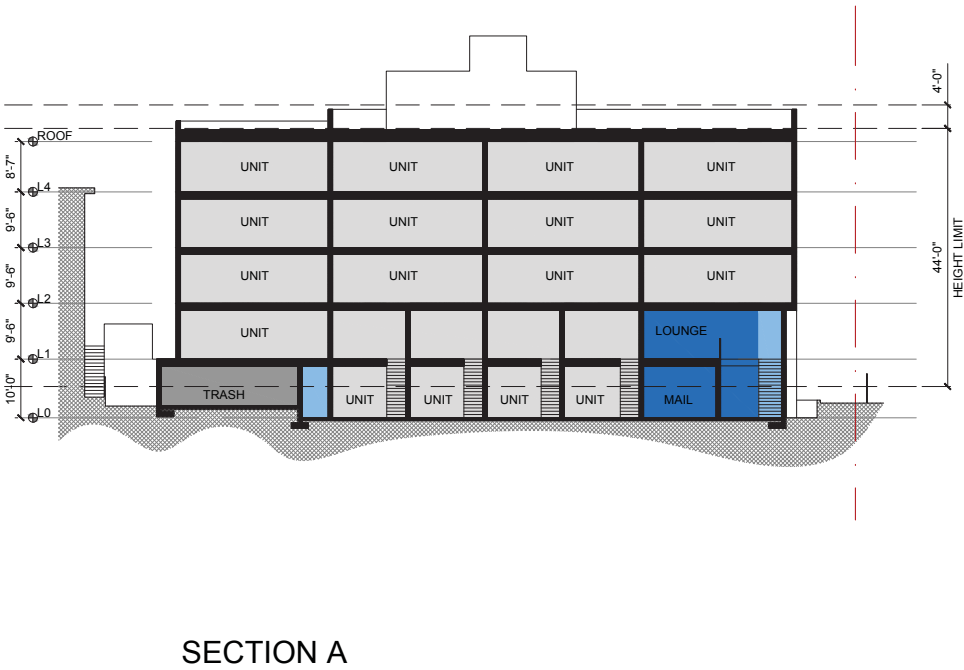 4'-0"
ROOF
8'-7"
UNIT UNIT UNIT UNIT
L4
9'-6"
UNIT UNIT UNIT UNIT
L3
44'-0"
HEIGHT LIMIT
9'-6"
UNIT UNIT UNIT UNIT
L2
9'-6"
UNIT LOUNGE
L1
10'-0"
TRASH UNIT UNIT UNIT UNIT MAIL
L0
SECTION A